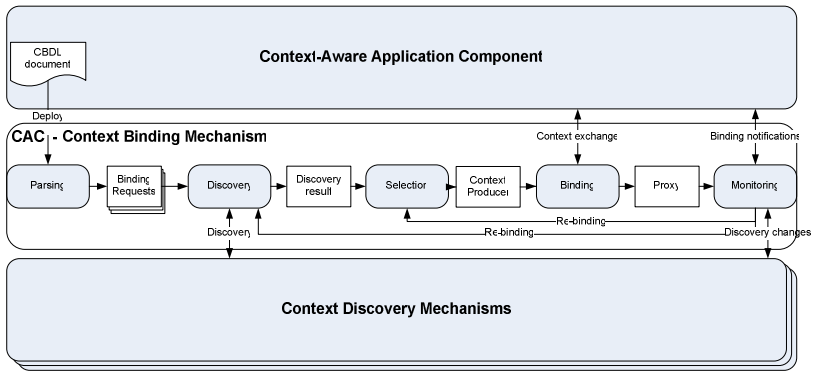 CBDL
document
Context-Aware Application Component
Deploy
CAC - Context Binding Mechanism
Context exchange
Binding notifications
Parsing
Binding
Requests
Discovery
Discovery
result
Selection
Context
Producer
Binding
Proxy
Monitoring
Re-binding
Re-binding
Discovery
Discovery changes
Context Discovery Mechanisms